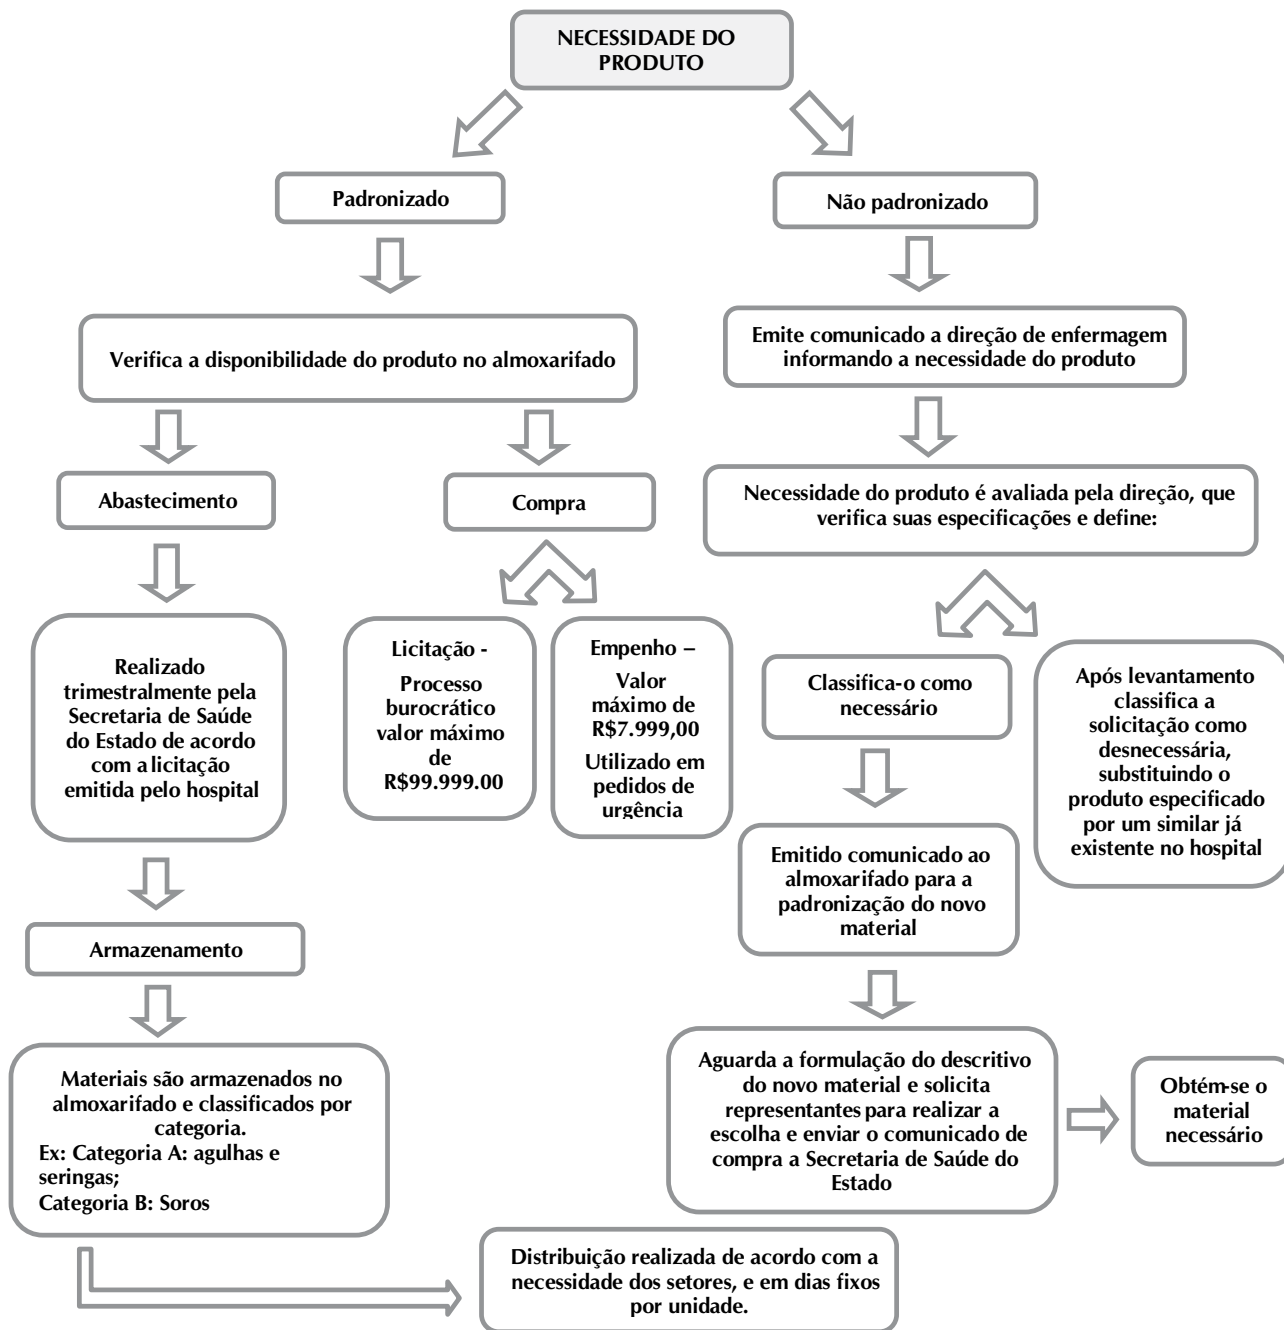 NECESSIDADE DO
PRODUTO
Padronizado
Não padronizado
Verifica a disponibilidade do produto no almoxarifado
Emite comunicado a direção de enfermagem
informando a necessidade do produto
Abastecimento
Compra
Necessidade do produto é avaliada pela direção, que
verifica suas especificações e define:
Realizado
trimestralmente pela
Secretaria de Saúde
do Estado de acordo
com a licitação
emitida pelo hospital
Licitação -
Processo
burocrático
valor máximo
de
R$99.999.00
Empenho –
Valor
máximo de
R$7.999,00
Utilizado em
pedidos de
urgência
Classifica-o como
necessário
Após levantamento
classifica a
solicitação como
desnecessária,
substituindo o
produto especificado
por um similar já
existente no hospital
Emitido comunicado ao
almoxarifado para a
padronização do novo
material
Armazenamento
Materiais são armazenados no
almoxarifado e classificados por
categoria.
Ex: Categoria A: agulhas e
seringas;
Categoria B: Soros
Aguarda a formulação do descritivo
do novo material e solicita
representantes para realizar a
escolha e enviar o comunicado de
compra a Secretaria de Saúde do
Estado
Obtém-se o
material
necessário
Distribuição realizada de acordo com a
necessidade dos setores, e em dias fixos
por unidade.